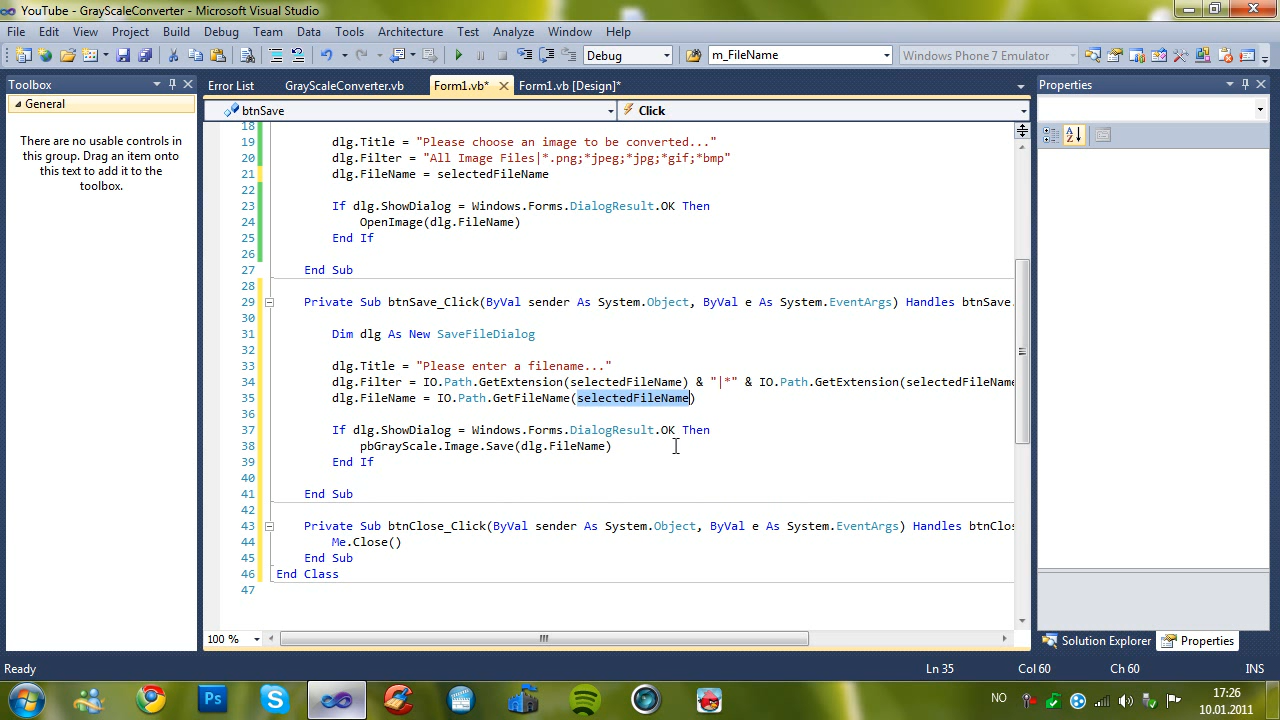 YouTube - GrayScaleConverter - Microsoft Visual Studio
File Edit View Project Build Debug Team Data Tools Architecture Test Analyze Window Help
Debug m_FileName Windows Phone 7 Emulator
Toolbox
General
There are no usable controls in
this group. Drag an item onto
this text to add it to the
toolbox.
Error List GrayScaleConverter.vb Form1.vb* Form1.vb [Design]*
btnSave Click
18
19 dlg.Title = "Please choose an image to be converted..."
20 dlg.Filter = "All Image Files|*.png;*jpeg;*jpg;*gif;*bmp"
21 dlg.FileName = selectedFileName
22
23 If dlg.ShowDialog = Windows.Forms.DialogResult.OK Then
24 OpenImage(dlg.FileName)
25 End If
26
27 End Sub
28
29 Private Sub btnSave_Click(ByVal sender As System.Object, ByVal e As System.EventArgs) Handles btnSave.
30
31 Dim dlg As New SaveFileDialog
32
33 dlg.Title = "Please enter a filename..."
34 dlg.Filter = IO.Path.GetExtension(selectedFileName) & "|*" & IO.Path.GetExtension(selectedFileName
35 dlg.FileName = IO.Path.GetFileName(selectedFileName)
36
37 If dlg.ShowDialog = Windows.Forms.DialogResult.OK Then
38 pbGrayScale.Image.Save(dlg.FileName)
39 End If
40
41 End Sub
42
43 Private Sub btnClose_Click(ByVal sender As System.Object, ByVal e As System.EventArgs) Handles btnClos
44 Me.Close()
45 End Sub
46 End Class
47
100 %
Properties
Solution Explorer Properties
Ready Ln 35 Col 60 Ch 60 INS
Ps
NO
17:26
10.01.2011